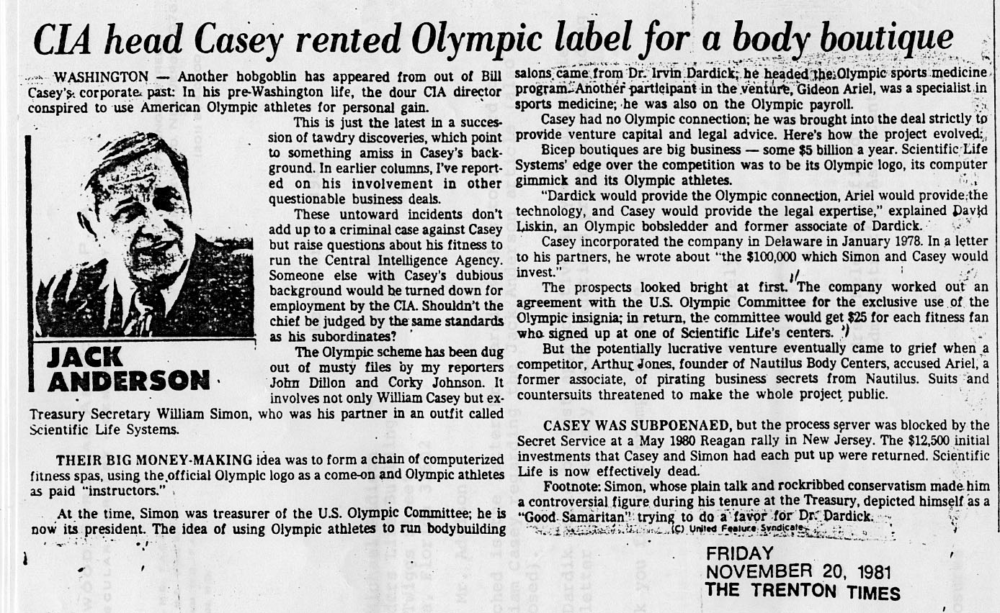 CIA head Casey rented Olympic label for a body boutique
WASHINGTON — Another hobgoblin has appeared from out of Bill
Casey's corporate past: In his pre-Washington life, the dour CIA director
conspired to use American Olympic athletes for personal gain.
This is just the latest in a succes-
sion of tawdry discoveries, which point
to something amiss in Casey's back-
ground. In earlier columns, I've report-
ed on his involvement in other
questionable business deals.
These untoward incidents don't
add up to a criminal case against Casey
but raise questions about his fitness to
run the Central Intelligence Agency.
Someone else with Casey's dubious
background would be turned down for
employment by the CIA. Shouldn't the
chief be judged by the same standards
as his subordinates?
The Olympic scheme has been dug
out of musty files by my reporters
John Dillon and Corky Johnson. It
involves not only William Casey but ex-
Treasury Secretary William Simon, who was his partner in an outfit called
Scientific Life Systems.
JACK
ANDERSON
THEIR BIG MONEY-MAKING idea was to form a chain of computerized
fitness spas, using the official Olympic logo as a come-on and Olympic athletes
as paid "instructors."
At the time, Simon was treasurer of the U.S. Olympic Committee; he is
now its president. The idea of using Olympic athletes to run bodybuilding
salons came from Dr. Irvin Dardick; he headed the Olympic sports medicine
program. Another participant in the venture, Gideon Ariel, was a specialist in
sports medicine; he was also on the Olympic payroll.
Casey had no Olympic connection; he was brought into the deal strictly to
provide venture capital and legal advice. Here's how the project evolved:
Bicep boutiques are big business — some $5 billion a year. Scientific Life
Systems' edge over the competition was to be its Olympic logo, its computer
gimmick and its Olympic athletes.
"Dardick would provide the Olympic connection, Ariel would provide the
technology, and Casey would provide the legal expertise," explained David
Liskin, an Olympic bobsledder and former associate of Dardick.
Casey incorporated the company in Delaware in January 1978. In a letter
to his partners, he wrote about "the $100,000 which Simon and Casey would
invest."
The prospects looked bright at first. The company worked out an
agreement with the U.S. Olympic Committee for the exclusive use of the
Olympic insignia; in return, the committee would get $25 for each fitness fan
who signed up at one of Scientific Life's centers.
But the potentially lucrative venture eventually came to grief when a
competitor, Arthur Jones, founder of Nautilus Body Centers, accused Ariel, a
former associate, of pirating business secrets from Nautilus. Suits and
countersuits threatened to make the whole project public.
CASEY WAS SUBPOENAED, but the process server was blocked by the
Secret Service at a May 1980 Reagan rally in New Jersey. The $12,500 initial
investments that Casey and Simon had each put up were returned. Scientific
Life is now effectively dead.
Footnote: Simon, whose plain talk and rockribbed conservatism made him
a controversial figure during his tenure at the Treasury, depicted himself as a
"Good Samaritan" trying to do a favor for Dr. Dardick.
(C) United Feature Syndicate
FRIDAY
NOVEMBER 20, 1981
THE TRENTON TIMES